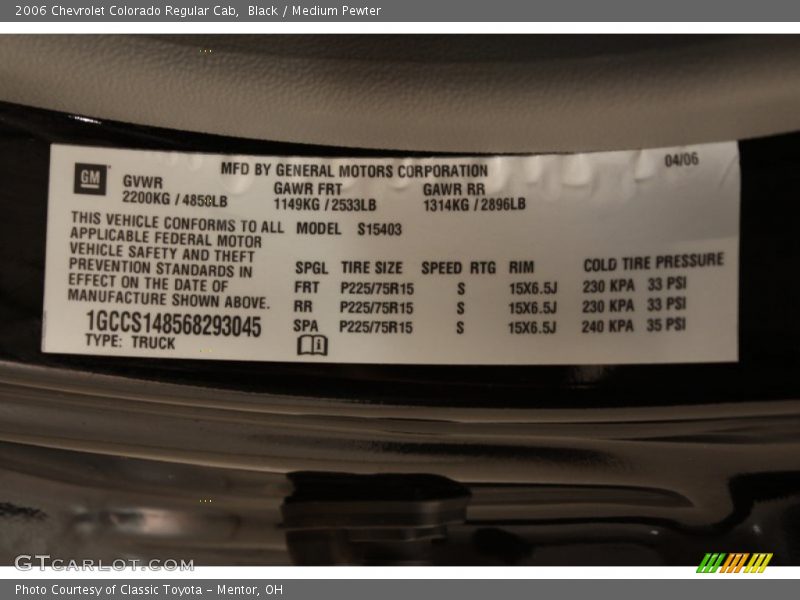 2006 Chevrolet Colorado Regular Cab, Black / Medium Pewter
GM
MFD BY GENERAL MOTORS CORPORATION
04/06
GVWR GAWR FRT GAWR RR
2200KG / 4850LB 1149KG / 2533LB 1314KG / 2896LB
THIS VEHICLE CONFORMS TO ALL
APPLICABLE FEDERAL MOTOR
VEHICLE SAFETY AND THEFT
PREVENTION STANDARDS IN
EFFECT ON THE DATE OF
MANUFACTURE SHOWN ABOVE.
1GCCS148568293045
TYPE: TRUCK
MODEL S15403
SPGL TIRE SIZE SPEED RTG RIM COLD TIRE PRESSURE
FRT P225/75R15 S 15X6.5J 230 KPA 33 PSI
RR P225/75R15 S 15X6.5J 230 KPA 33 PSI
SPA P225/75R15 S 15X6.5J 240 KPA 35 PSI
GTCARLOT.COM
Photo Courtesy of Classic Toyota - Mentor, OH